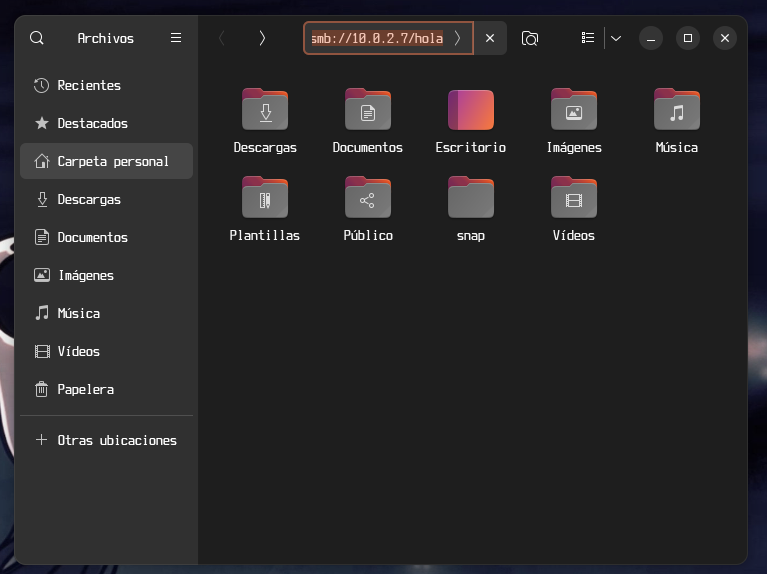 Archivos
smb://10.0.2.7/hola
Recientes
Destacados
Carpeta personal
Descargas
Documentos
Imágenes
Música
Vídeos
Papelera
Otras ubicaciones
Descargas Documentos Escritorio Imágenes Música
Plantillas Público snap Vídeos